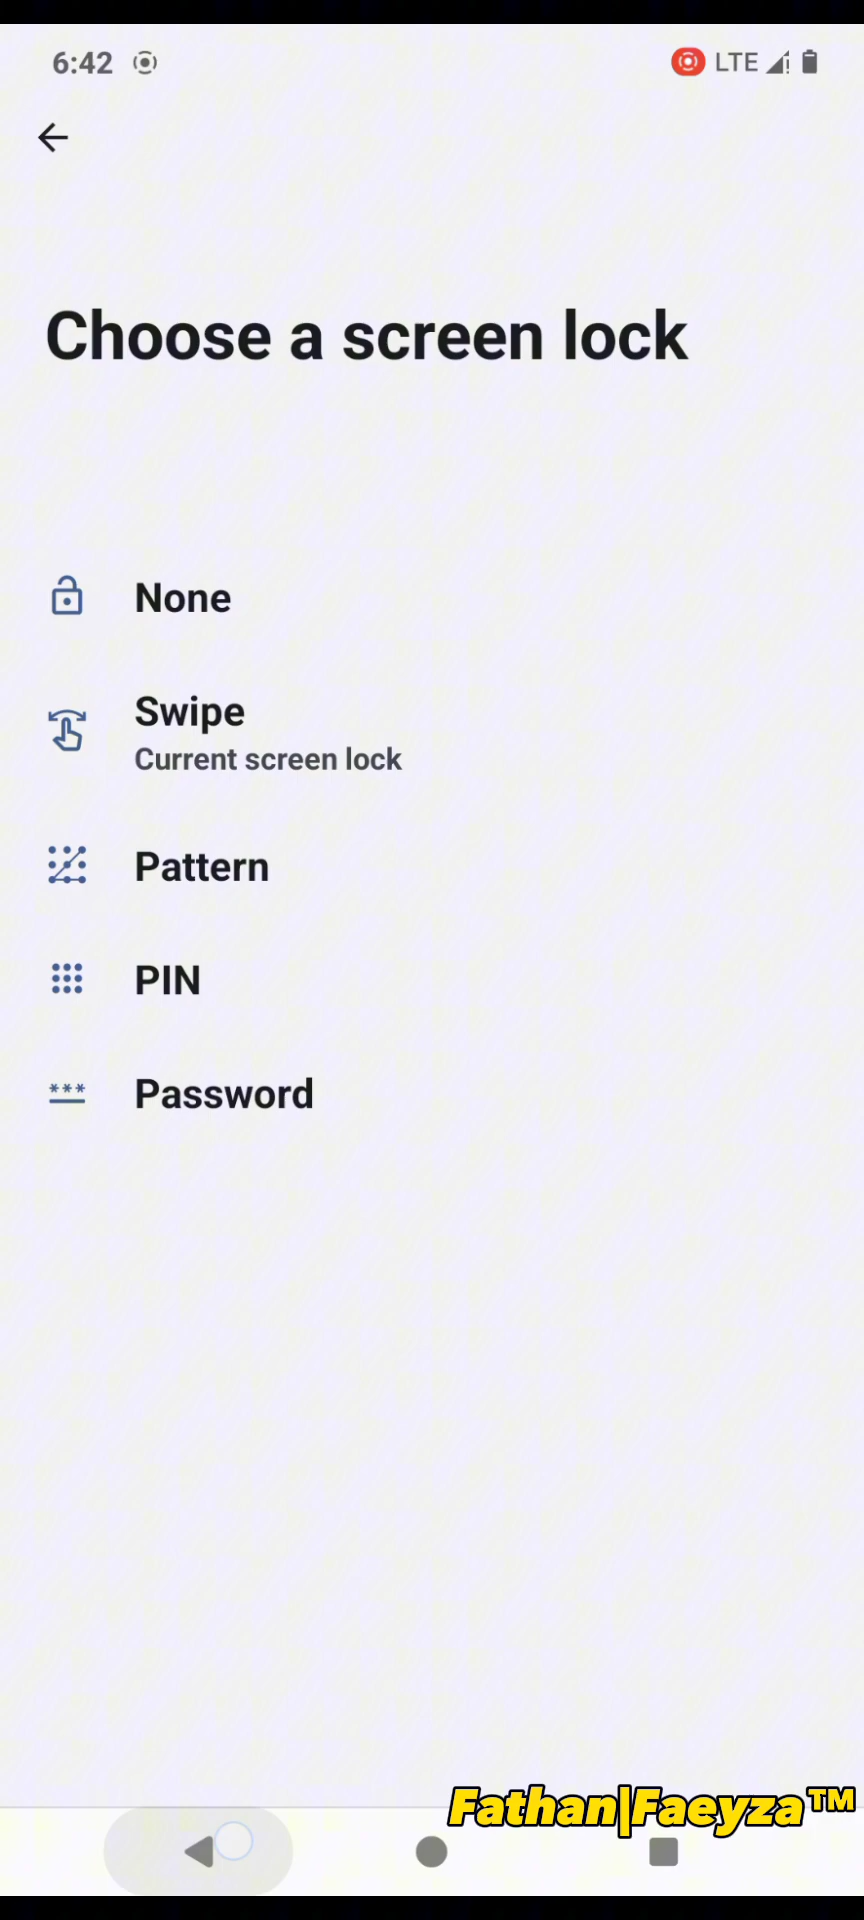 6:42 LTE
Choose a screen lock
None
Swipe
Current screen lock
Pattern
PIN
Password
Fathan|Faeyza™